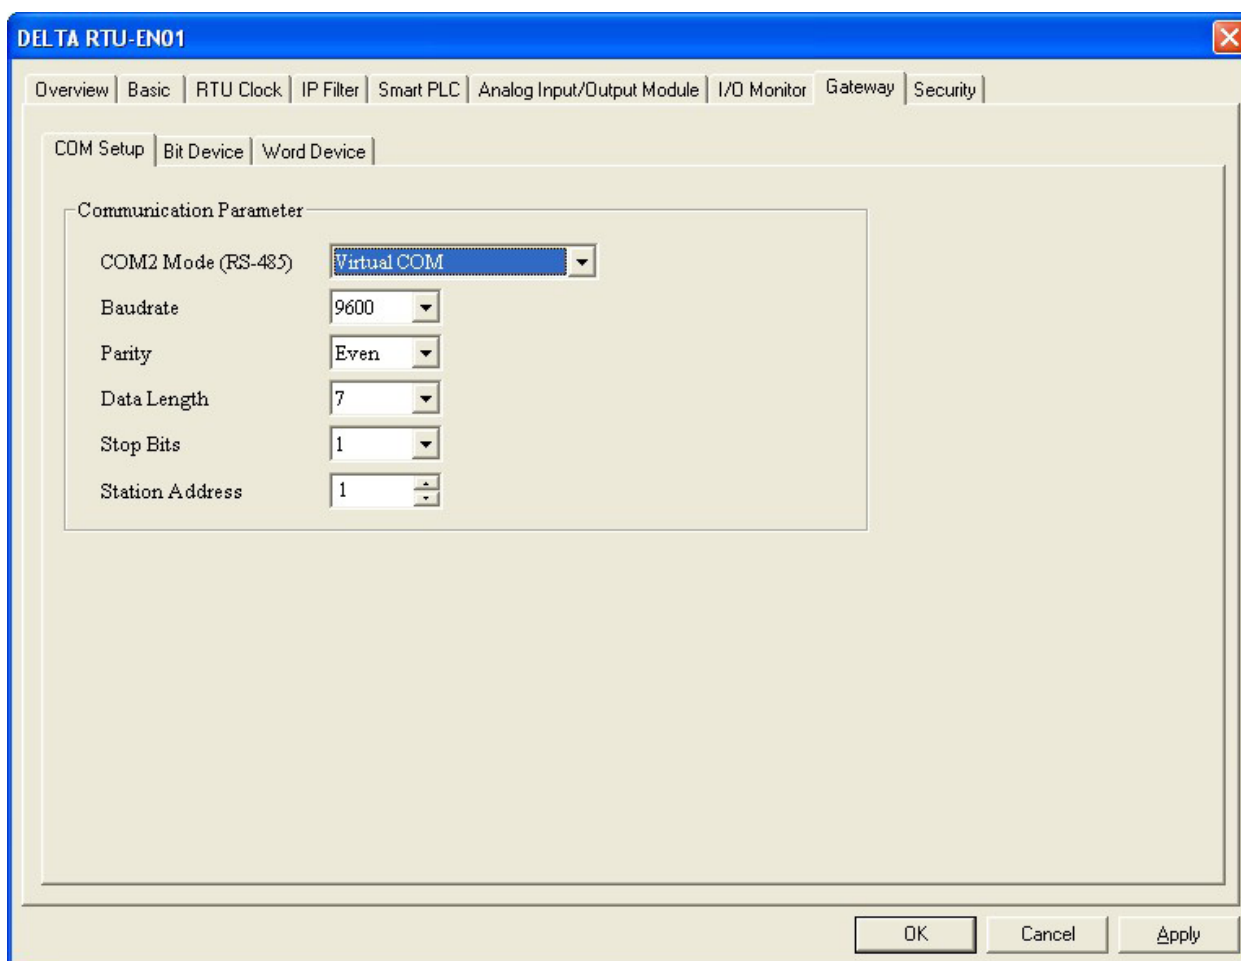 DELTA RTU-EN01
Overview Basic RTU Clock IP Filter Smart PLC Analog Input/Output Module I/O Monitor Gateway Security
COM Setup Bit Device Word Device
Communication Parameter
COM2 Mode (RS-485) Virtual COM
Baudrate 9600
Parity Even
Data Length 7
Stop Bits 1
Station Address 1
OK Cancel Apply